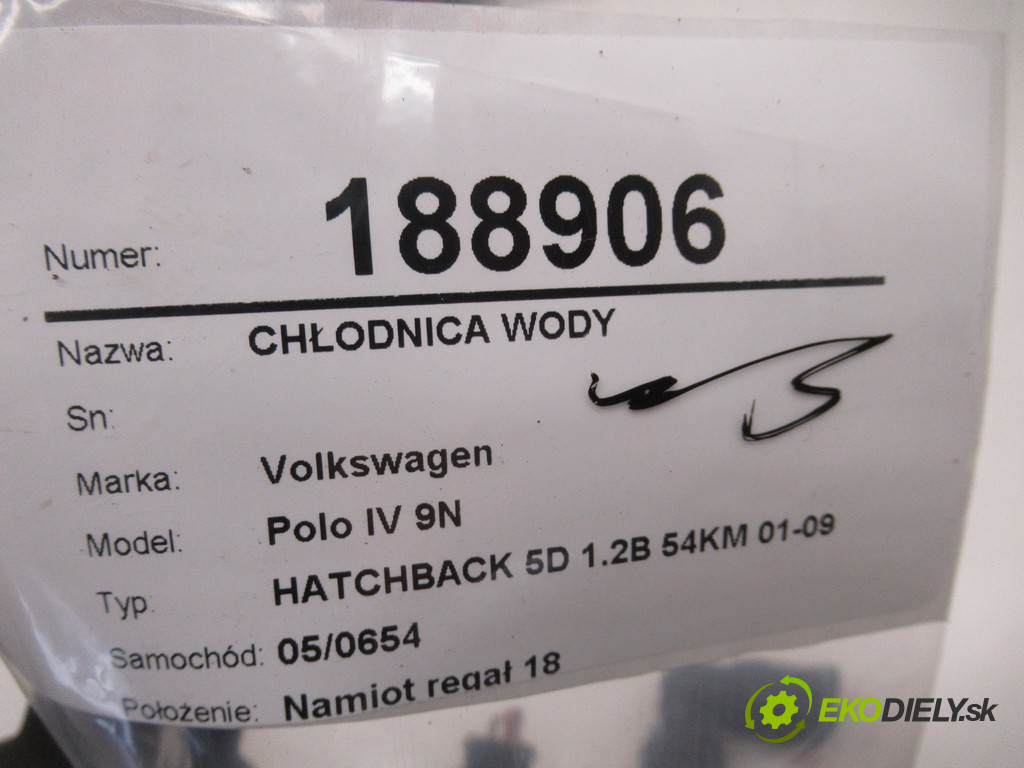 Numer: 188906
Nazwa: CHŁODNICA WODY
Sn:
Marka: Volkswagen
Model: Polo IV 9N
Typ: HATCHBACK 5D 1.2B 54KM 01-09
Samochód: 05/0654
Położenie: Namiot regał 18
EKODIELY.sk